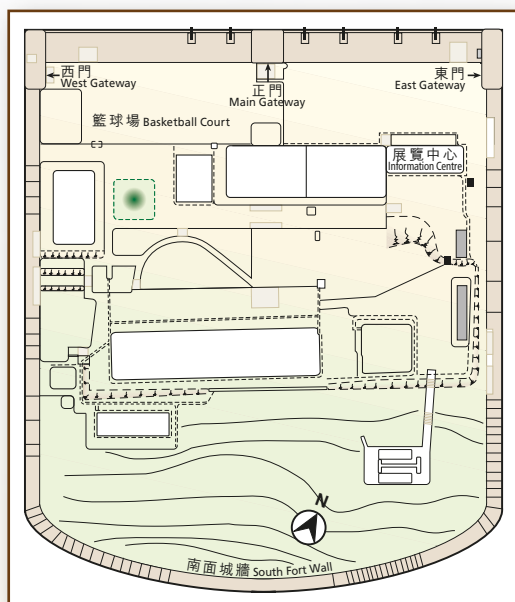 西門
West Gateway
正門
Main Gateway
東門
East Gateway
籃球場 Basketball Court
展覽中心
Information Centre
N
南面城牆 South Fort Wall